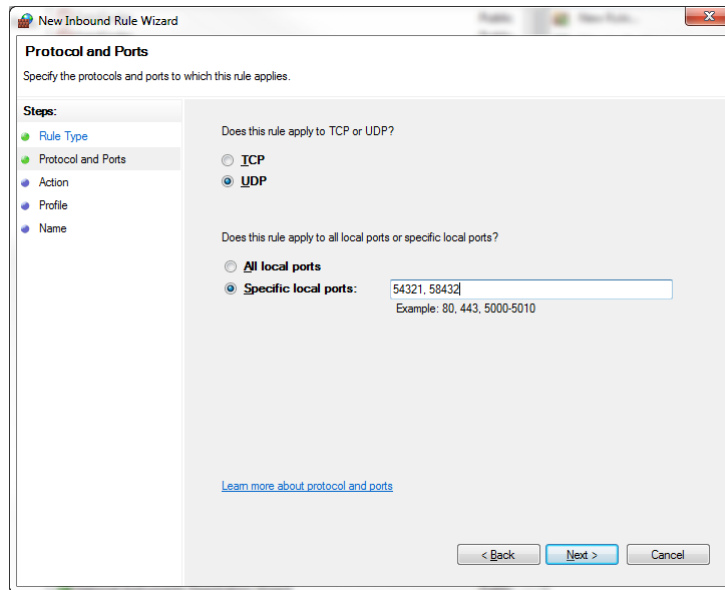 New Inbound Rule Wizard
Protocol and Ports
Specify the protocols and ports to which this rule applies.
Steps:
Rule Type
Protocol and Ports
Action
Profile
Name
Does this rule apply to TCP or UDP?
TCP
UDP
Does this rule apply to all local ports or specific local ports?
All local ports
Specific local ports:
54321, 58432
Example: 80, 443, 5000-5010
Learn more about protocol and ports
< Back
Next >
Cancel